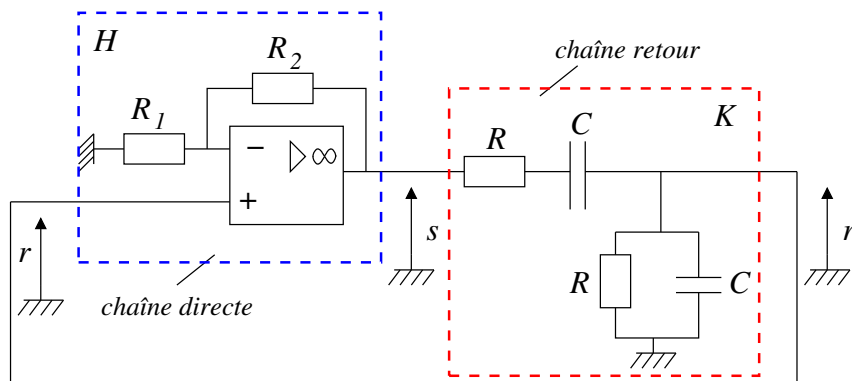 H
R2
chaîne retour
R1
K
R
C
−
▷ ∞
+
r
s
r
R
C
chaîne directe